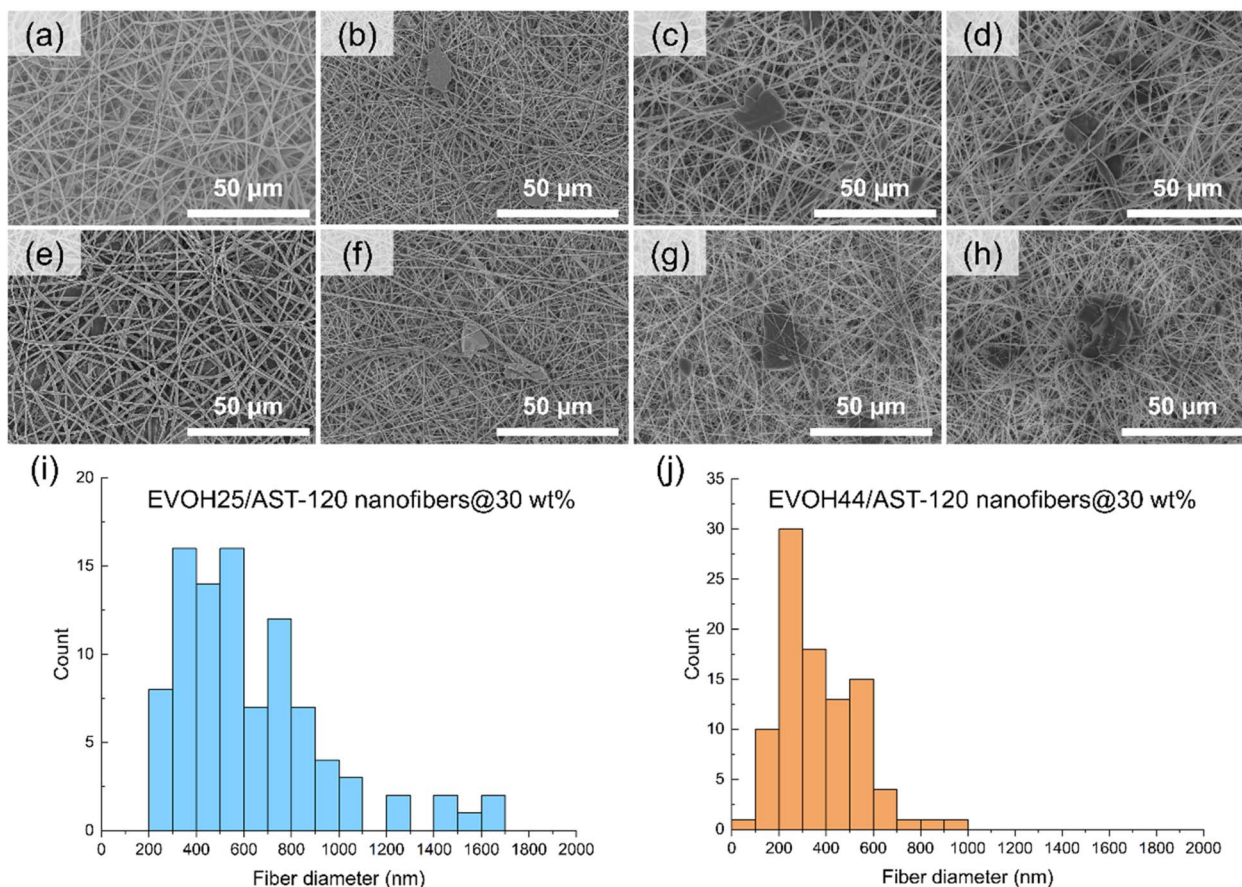 (a)
(b)
(c)
(d)
50 µm
50 µm
50 µm
50 µm
(e)
(f)
(g)
(h)
50 µm
50 µm
50 µm
50 µm
(i)
EVOH25/AST-120 nanofibers@30 wt%
20
15
10
5
0
Count
0 200 400 600 800 1000 1200 1400 1600 1800 2000
Fiber diameter (nm)
(j)
EVOH44/AST-120 nanofibers@30 wt%
35
30
25
20
15
10
5
0
Count
0 200 400 600 800 1000 1200 1400 1600 1800 2000
Fiber diameter (nm)